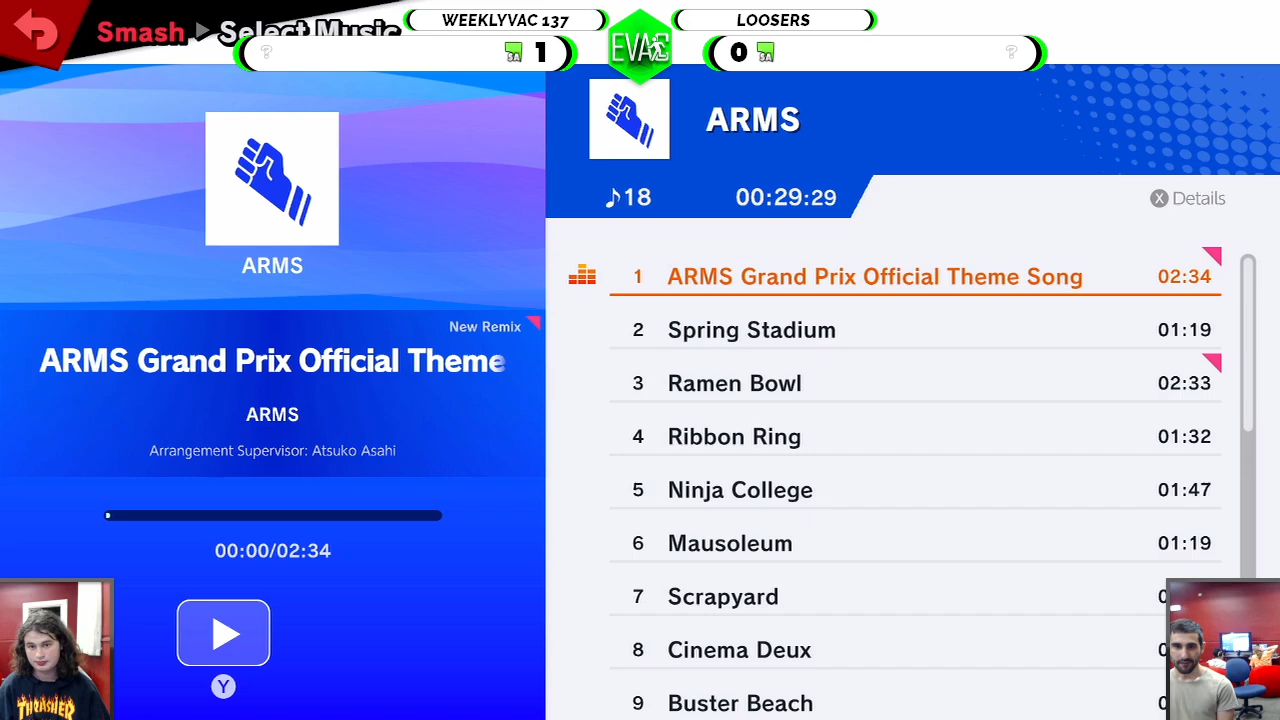 Smash ▶ Select Music
WEEKLYVAC 137
LOOSERS
? SA 1
EVAC
0 SA ?
ARMS
ARMS
New Remix
ARMS Grand Prix Official Theme
ARMS
Arrangement Supervisor: Atsuko Asahi
00:00/02:34
Y
♪18 00:29:29
X Details
1 ARMS Grand Prix Official Theme Song 02:34
2 Spring Stadium 01:19
3 Ramen Bowl 02:33
4 Ribbon Ring 01:32
5 Ninja College 01:47
6 Mausoleum 01:19
7 Scrapyard
8 Cinema Deux
9 Buster Beach
THRASHER